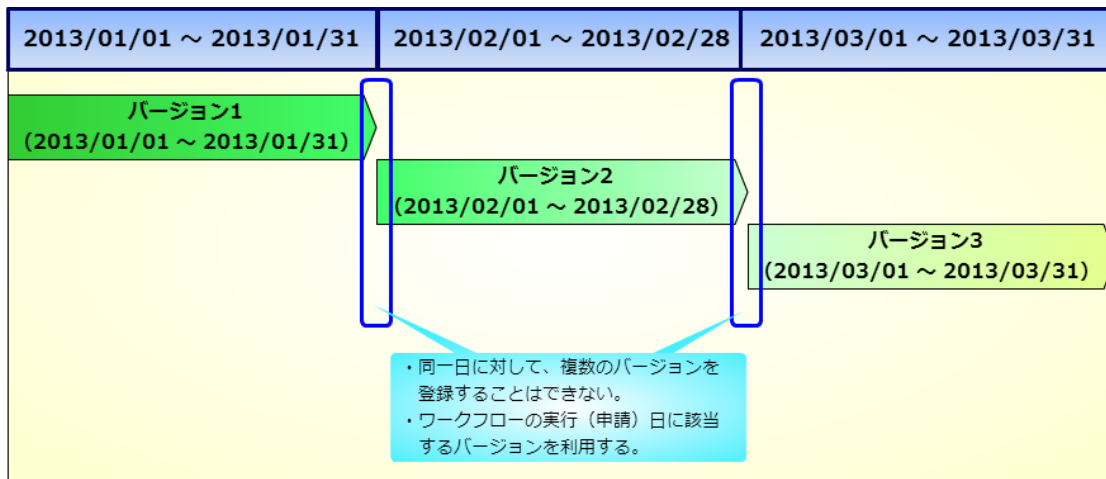 2013/01/01 ~ 2013/01/31
2013/02/01 ~ 2013/02/28
2013/03/01 ~ 2013/03/31
バージョン1
(2013/01/01 ~ 2013/01/31)
バージョン2
(2013/02/01 ~ 2013/02/28)
バージョン3
(2013/03/01 ~ 2013/03/31)
・同一日に対して、複数のバージョンを
登録することはできない。
・ワークフローの実行（申請）日に該当
するバージョンを利用する。